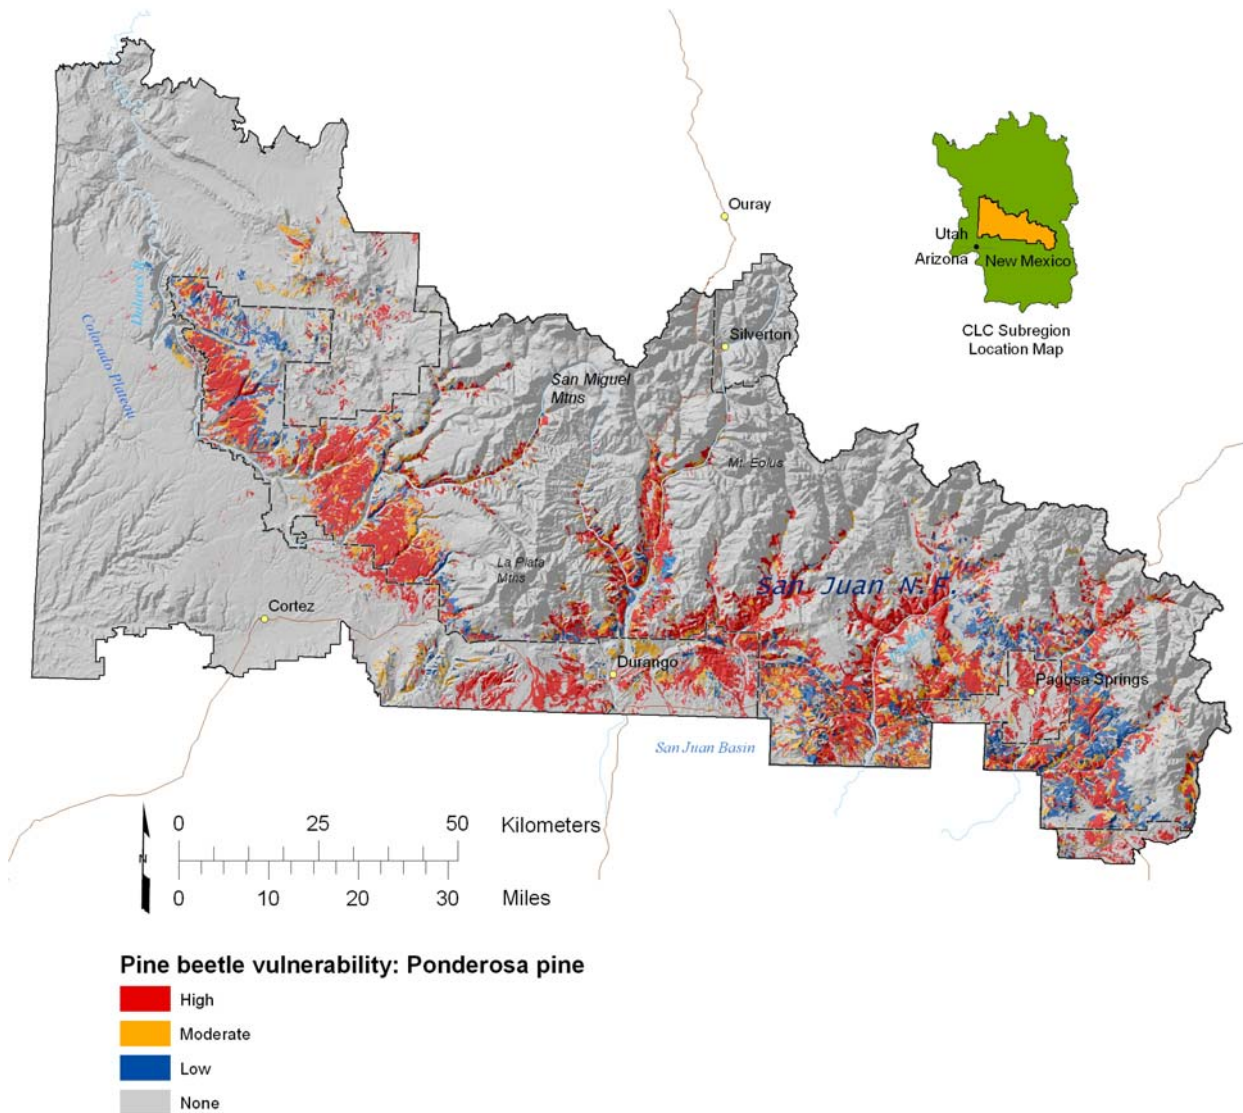 Ouray
Utah
Arizona
New Mexico
CLC Subregion
Location Map
Dolores R.
Colorado Plateau
Silverton
San Miguel
Mtns
Mt. Eolus
La Plata
Mtns
San Juan N.F.
Cortez
Durango
Pagosa Springs
San Juan Basin
N
0 25 50 Kilometers
0 10 20 30 Miles
Pine beetle vulnerability: Ponderosa pine
High
Moderate
Low
None